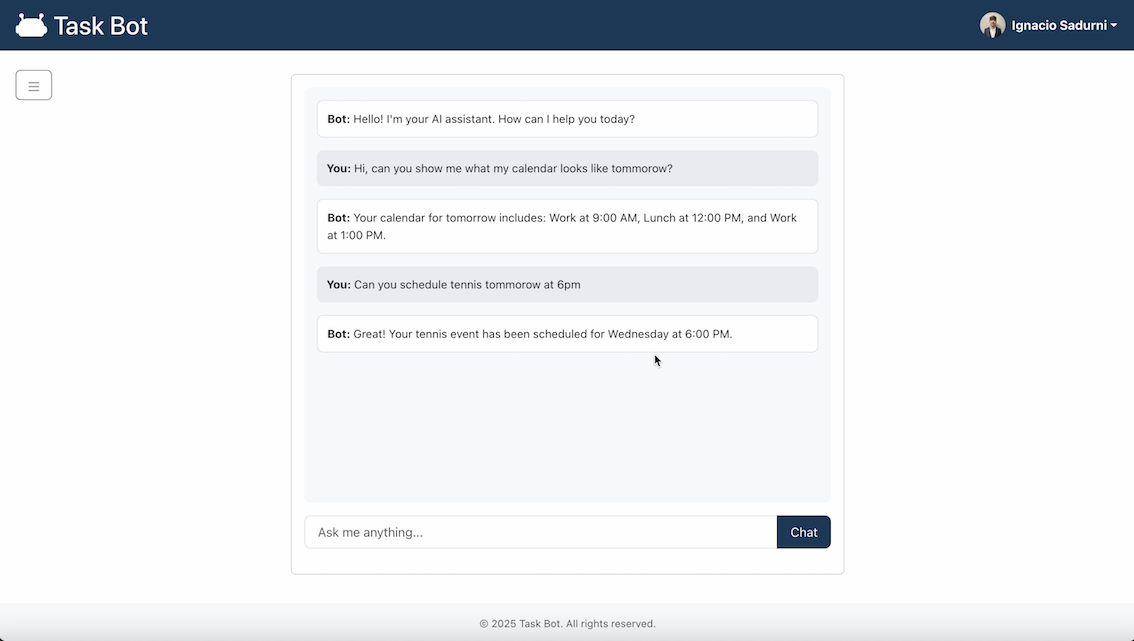 Task Bot
Ignacio Sadurni
Bot: Hello! I'm your AI assistant. How can I help you today?
You: Hi, can you show me what my calendar looks like tommorow?
Bot: Your calendar for tomorrow includes: Work at 9:00 AM, Lunch at 12:00 PM, and Work
at 1:00 PM.
You: Can you schedule tennis tommorow at 6pm
Bot: Great! Your tennis event has been scheduled for Wednesday at 6:00 PM.
Ask me anything...
Chat
© 2025 Task Bot. All rights reserved.